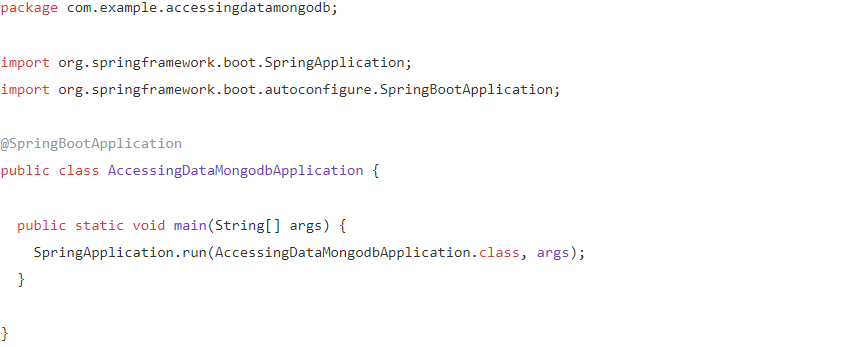 package com.example.accessingdatamongodb;
import org.springframework.boot.SpringApplication;
import org.springframework.boot.autoconfigure.SpringBootApplication;
@SpringBootApplication
public class AccessingDataMongodbApplication {
public static void main(String[] args) {
SpringApplication.run(AccessingDataMongodbApplication.class, args);
}
}